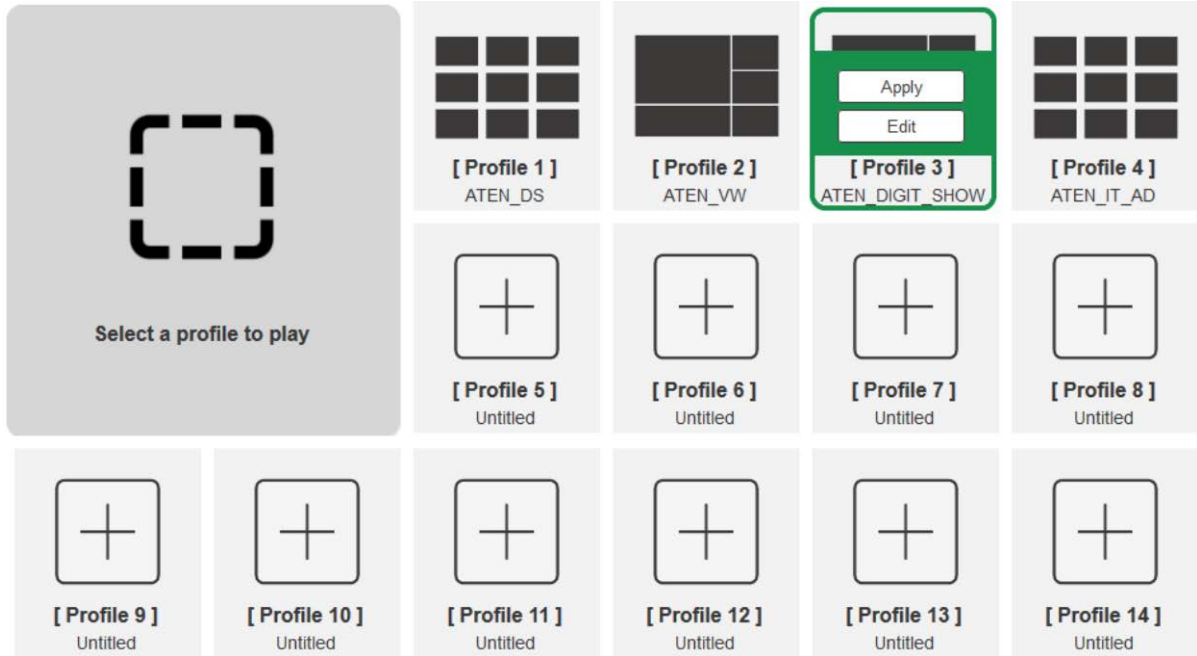 Select a profile to play
[ Profile 1 ]
ATEN_DS
[ Profile 2 ]
ATEN_VW
Apply
Edit
[ Profile 3 ]
ATEN_DIGIT_SHOW
[ Profile 4 ]
ATEN_IT_AD
[ Profile 5 ]
Untitled
[ Profile 6 ]
Untitled
[ Profile 7 ]
Untitled
[ Profile 8 ]
Untitled
[ Profile 9 ]
Untitled
[ Profile 10 ]
Untitled
[ Profile 11 ]
Untitled
[ Profile 12 ]
Untitled
[ Profile 13 ]
Untitled
[ Profile 14 ]
Untitled